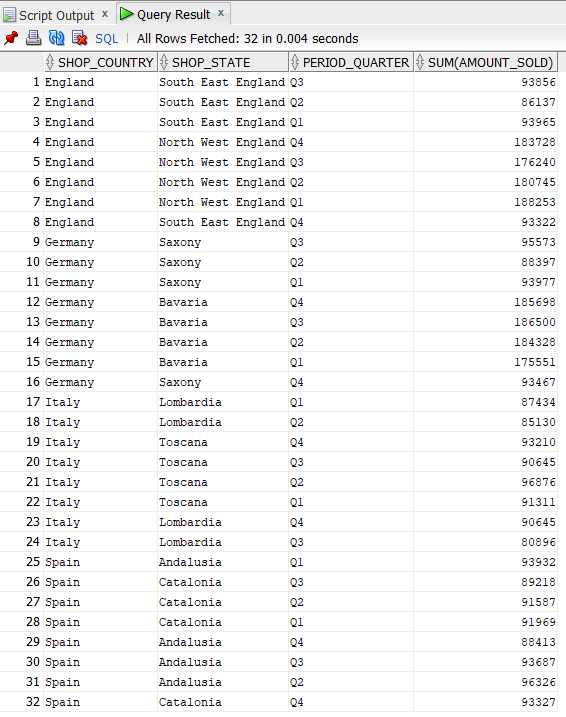 Script Output x Query Result x
SQL | All Rows Fetched: 32 in 0.004 seconds
SHOP_COUNTRY SHOP_STATE PERIOD_QUARTER SUM(AMOUNT_SOLD)
1 England South East England Q3 93856
2 England South East England Q2 86137
3 England South East England Q1 93965
4 England North West England Q4 183728
5 England North West England Q3 176240
6 England North West England Q2 180745
7 England North West England Q1 188253
8 England South East England Q4 93322
9 Germany Saxony Q3 95573
10 Germany Saxony Q2 88397
11 Germany Saxony Q1 93977
12 Germany Bavaria Q4 185698
13 Germany Bavaria Q3 186500
14 Germany Bavaria Q2 184328
15 Germany Bavaria Q1 175551
16 Germany Saxony Q4 93467
17 Italy Lombardia Q1 87434
18 Italy Lombardia Q2 85130
19 Italy Toscana Q4 93210
20 Italy Toscana Q3 90645
21 Italy Toscana Q2 96876
22 Italy Toscana Q1 91311
23 Italy Lombardia Q4 90645
24 Italy Lombardia Q3 80896
25 Spain Andalusia Q1 93932
26 Spain Catalonia Q3 89218
27 Spain Catalonia Q2 91587
28 Spain Catalonia Q1 91969
29 Spain Andalusia Q4 88413
30 Spain Andalusia Q3 93687
31 Spain Andalusia Q2 96326
32 Spain Catalonia Q4 93327